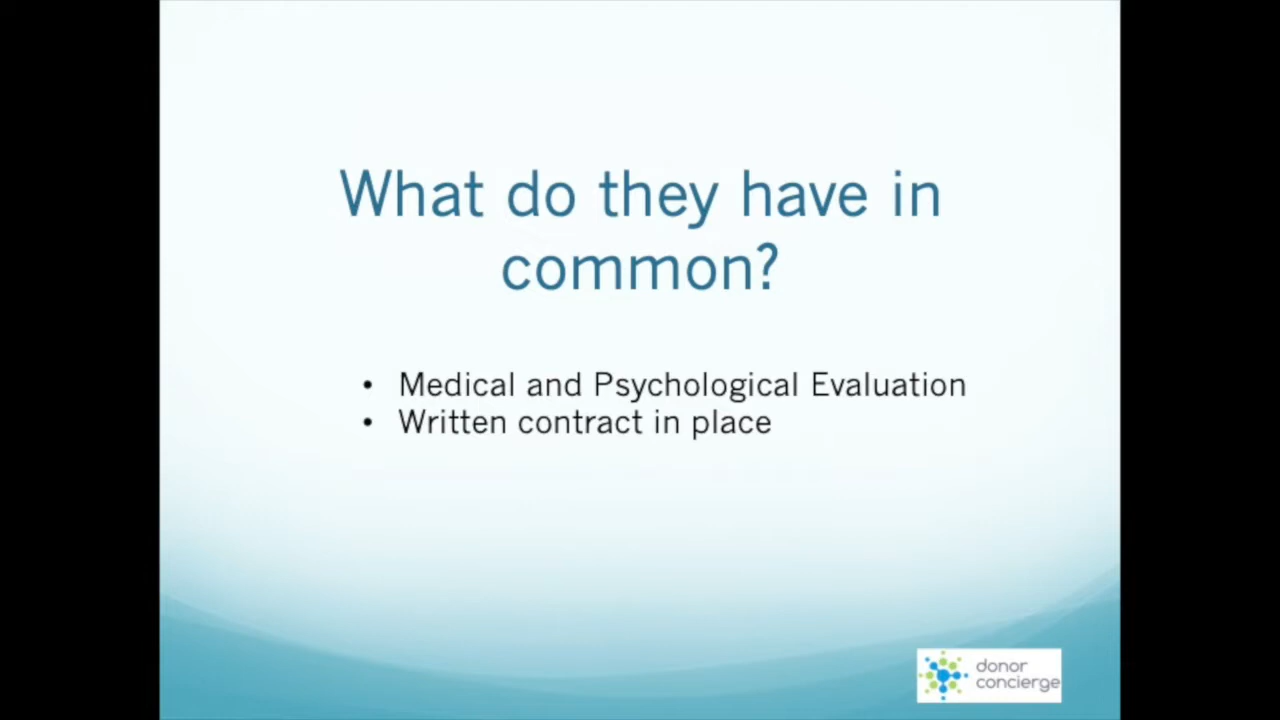 What do they have in
common?
• Medical and Psychological Evaluation
• Written contract in place
donor
concierge